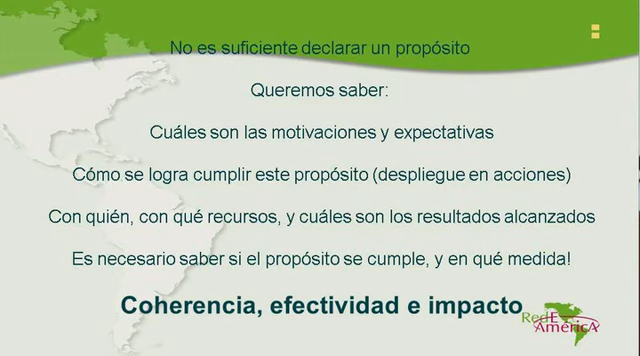 No es suficiente declarar un propósito
Queremos saber:
Cuáles son las motivaciones y expectativas
Cómo se logra cumplir este propósito (despliegue en acciones)
Con quién, con qué recursos, y cuáles son los resultados alcanzados
Es necesario saber si el propósito se cumple, y en qué medida!
Coherencia, efectividad e impacto
RedE
AméricA